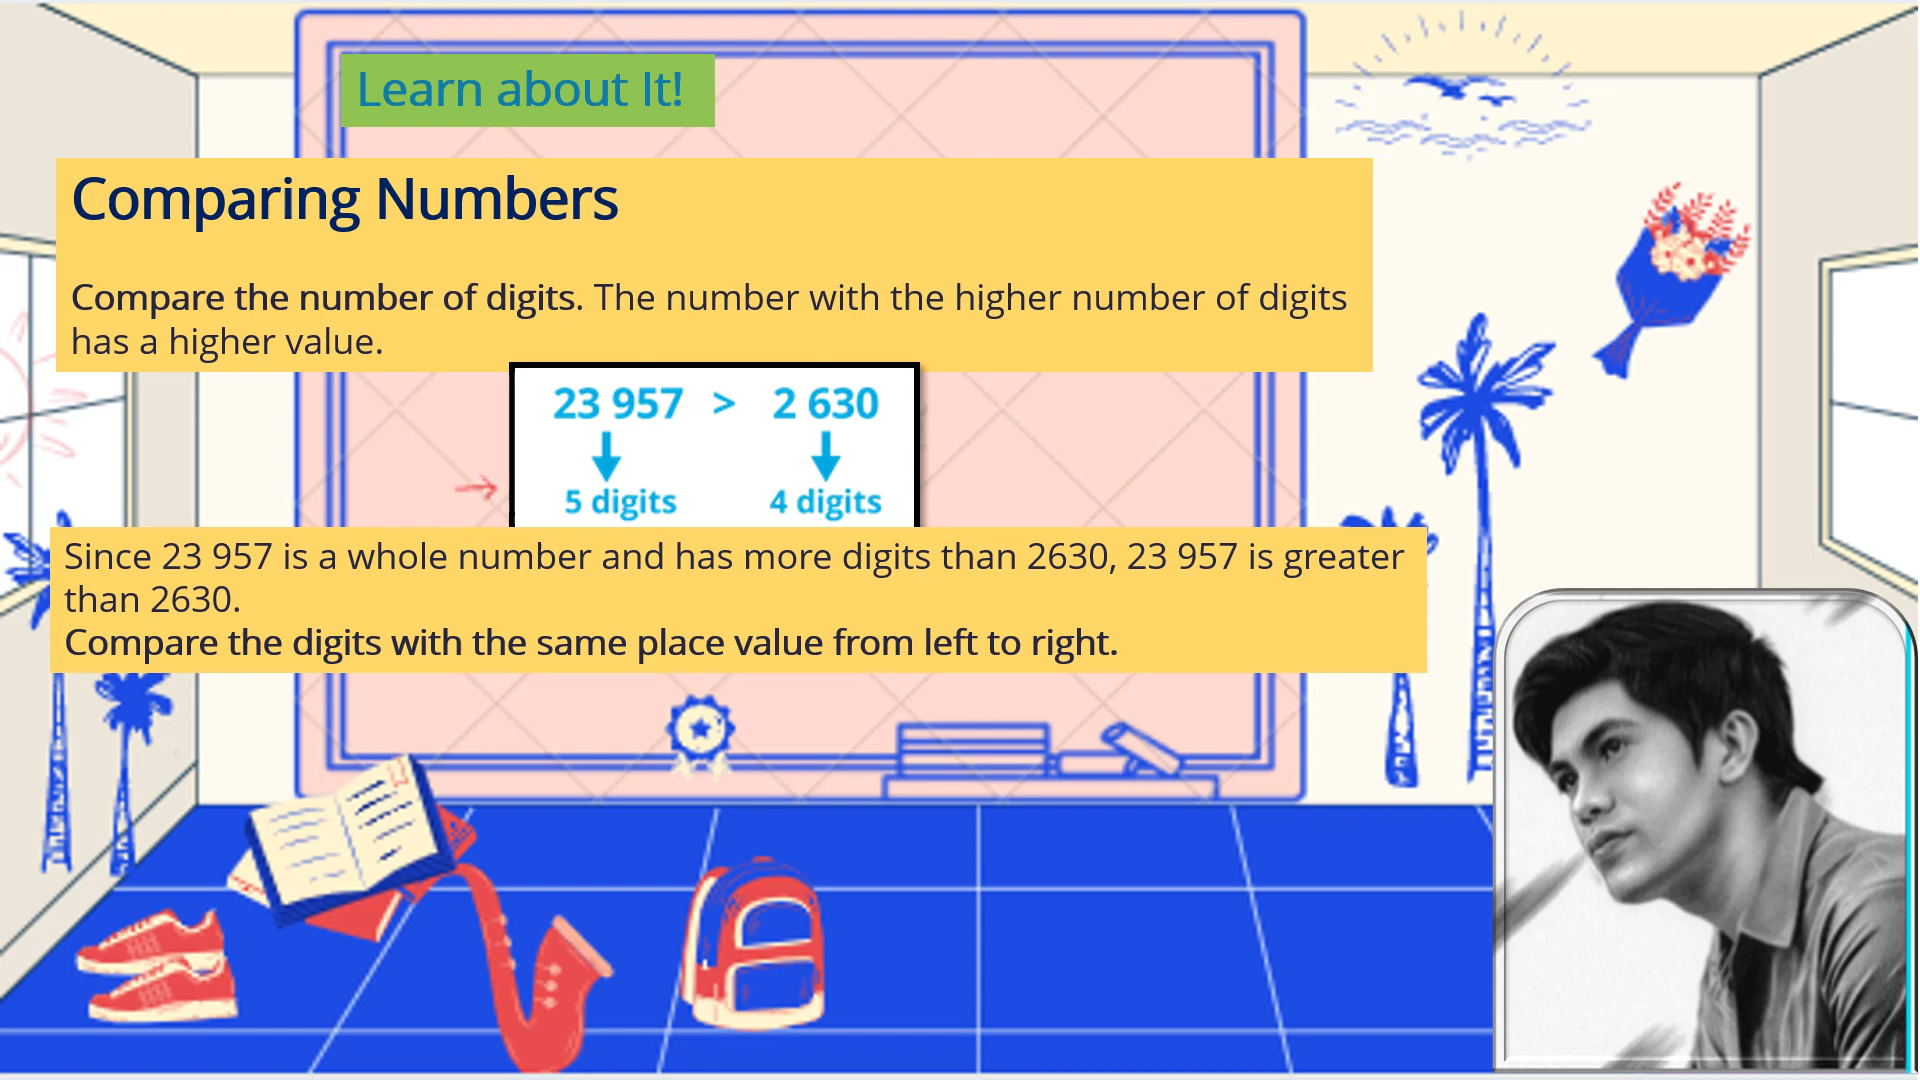 Learn about It!
Comparing Numbers
Compare the number of digits. The number with the higher number of digits
has a higher value.
23 957 > 2 630
5 digits 4 digits
Since 23 957 is a whole number and has more digits than 2630, 23 957 is greater
than 2630.
Compare the digits with the same place value from left to right.